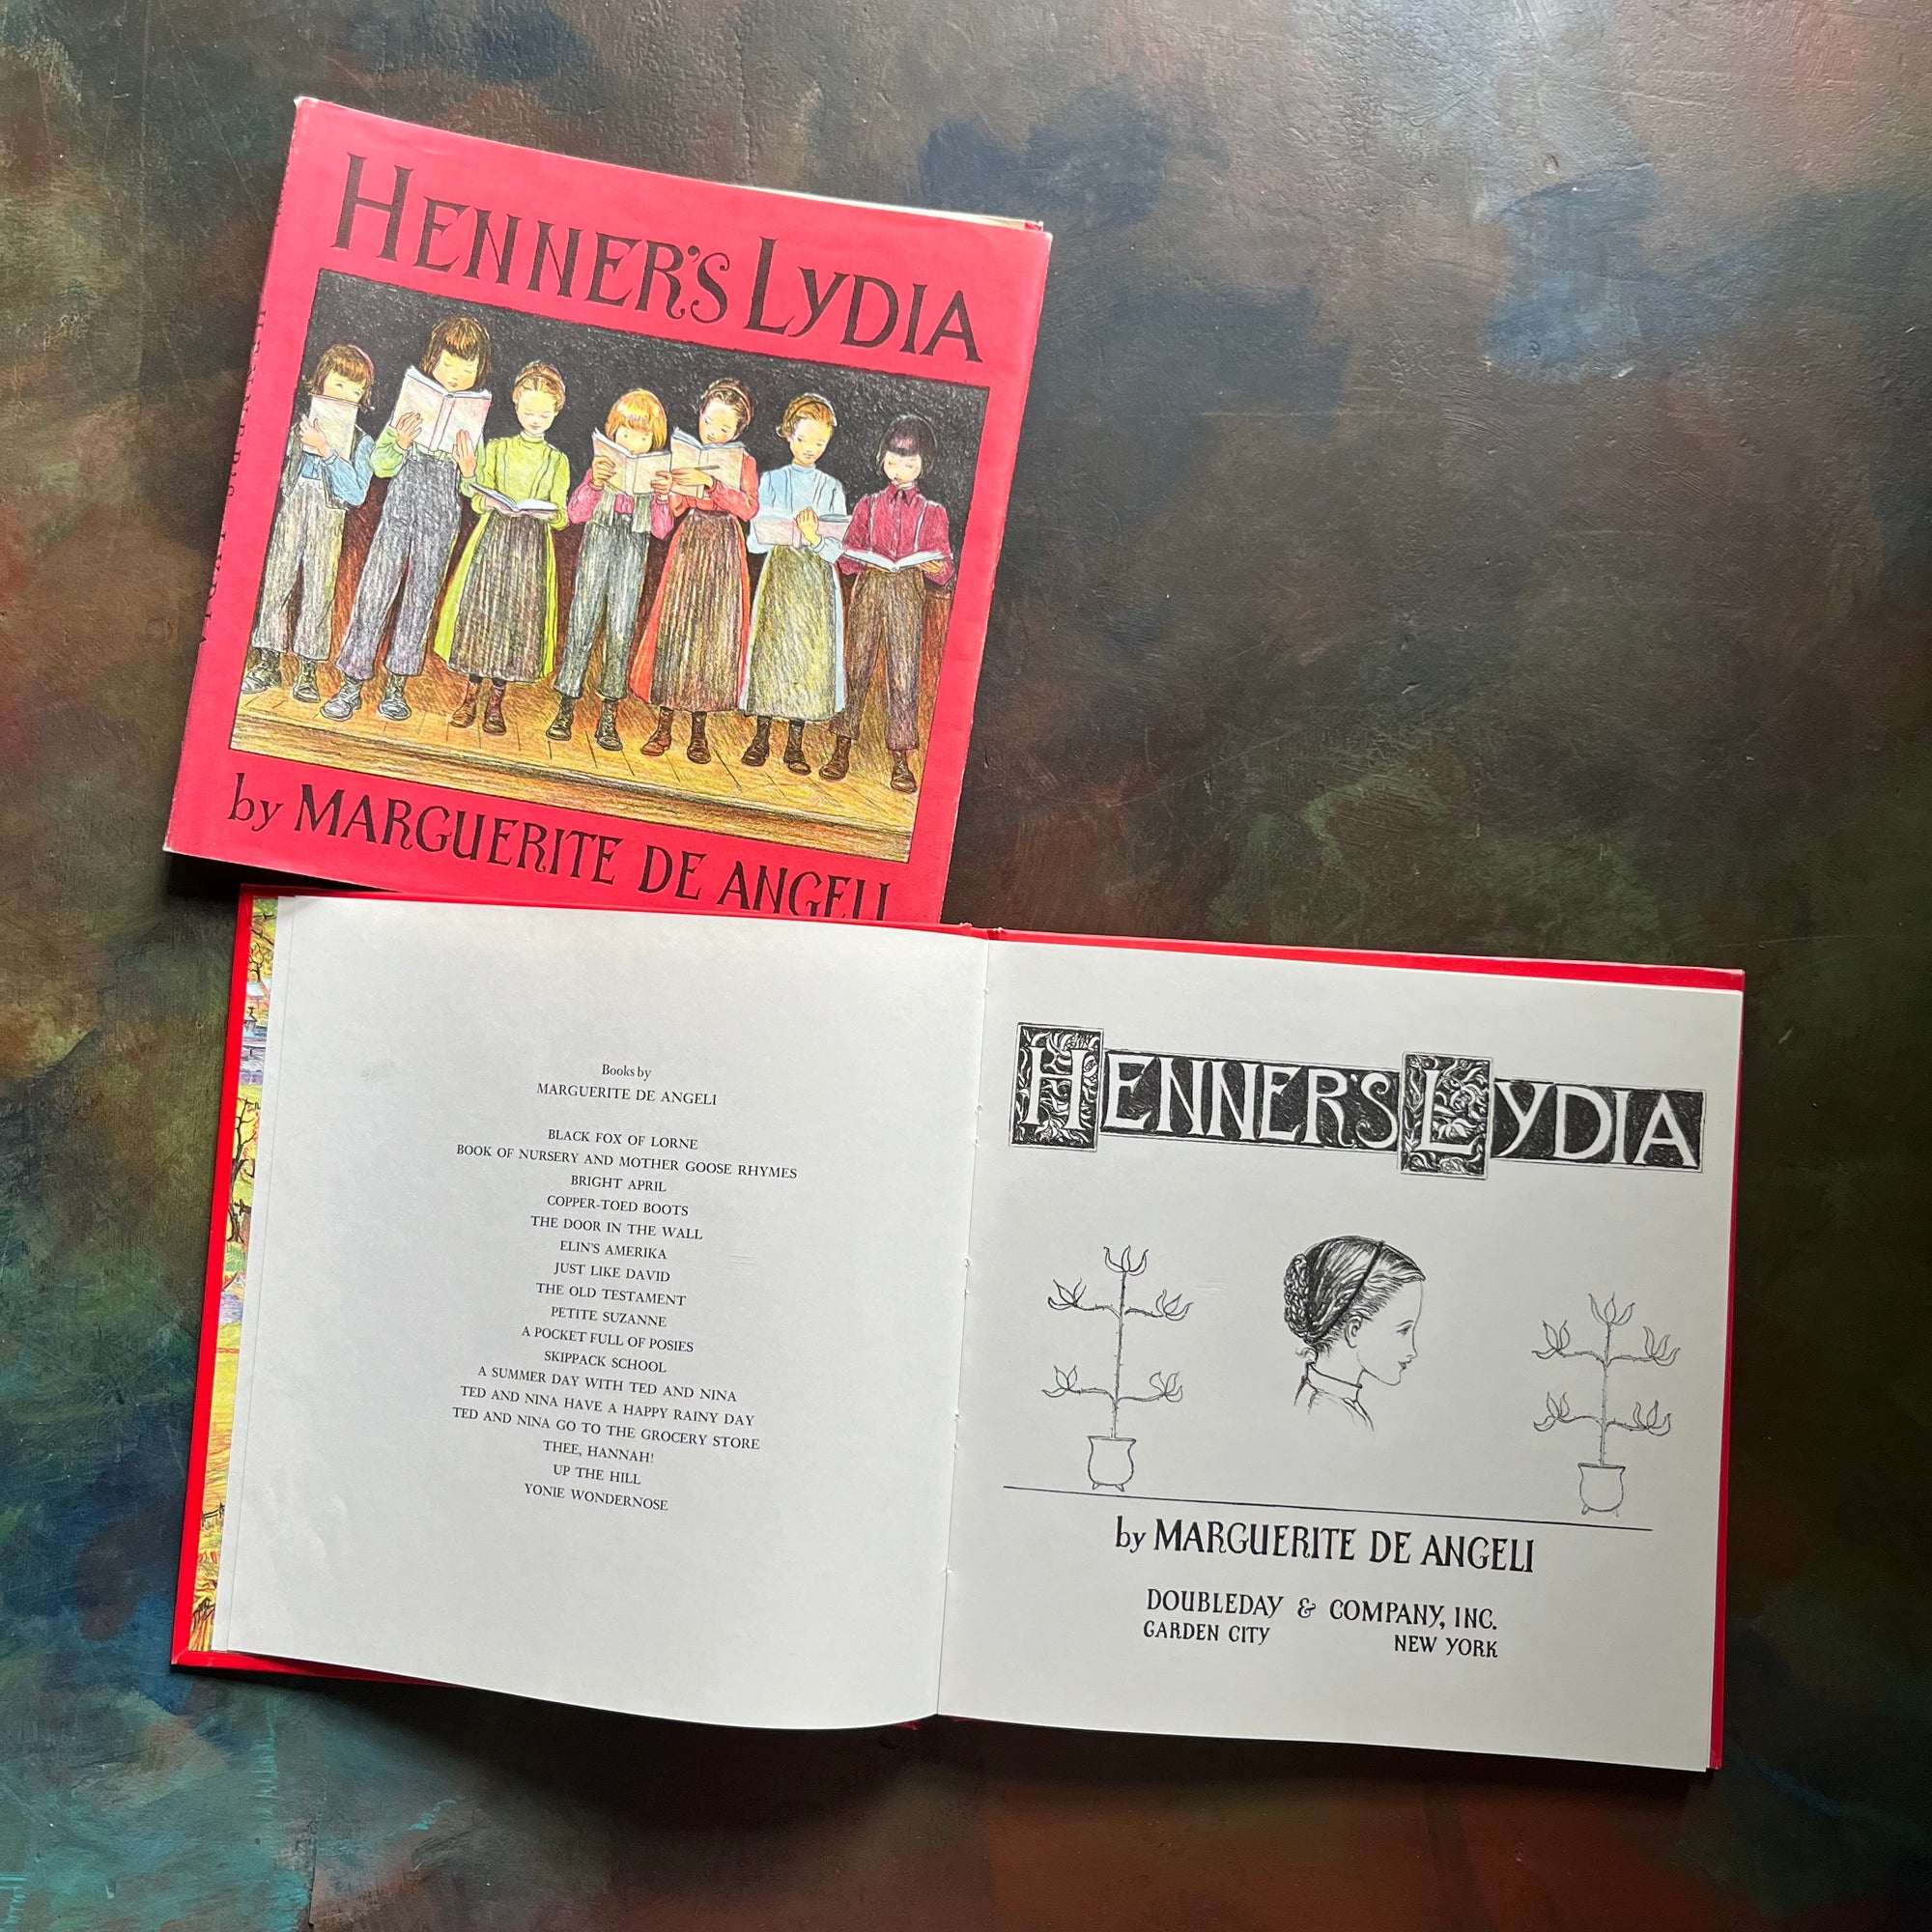 HENNER'S LYDIA
by MARGUERITE DE ANGELI
HENNER'S LYDIA
Books by
MARGUERITE DE ANGELI
BLACK FOX OF LORNE
BOOK OF NURSERY AND MOTHER GOOSE RHYMES
BRIGHT APRIL
COPPER-TOED BOOTS
THE DOOR IN THE WALL
ELIN'S AMERIKA
JUST LIKE DAVID
THE OLD TESTAMENT
PETITE SUZANNE
A POCKET FULL OF POSIES
SKIPPACK SCHOOL
A SUMMER DAY WITH TED AND NINA
TED AND NINA HAVE A HAPPY RAINY DAY
TED AND NINA GO TO THE GROCERY STORE
THEE, HANNAH!
UP THE HILL
YONIE WONDERNOSE
HENNER'S LYDIA
by MARGUERITE DE ANGELI
DOUBLEDAY & COMPANY, INC.
GARDEN CITY NEW YORK